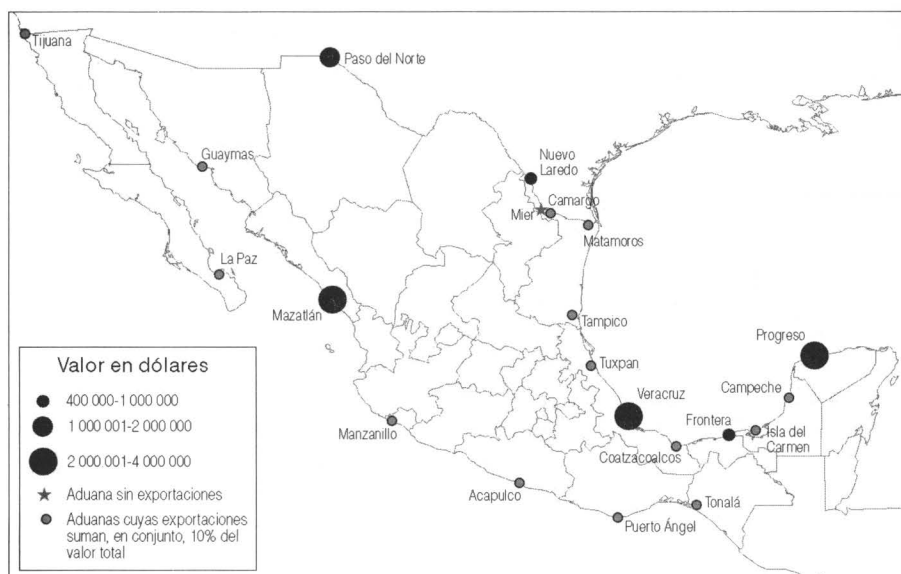 Tijuana
Paso del Norte
Guaymas
Nuevo
Laredo
Camargo
Mier
Matamoros
La Paz
Mazatlán
Tampico
Progreso
Tuxpan
Campeche
Veracruz
Frontera
Isla del
Carmen
Manzanillo
Coatzacoalcos
Acapulco
Tonalá
Puerto Ángel
Valor en dólares
400 000-1 000 000
1 000 001-2 000 000
2 000 001-4 000 000
Aduana sin exportaciones
Aduanas cuyas exportaciones
suman, en conjunto, 10% del
valor total